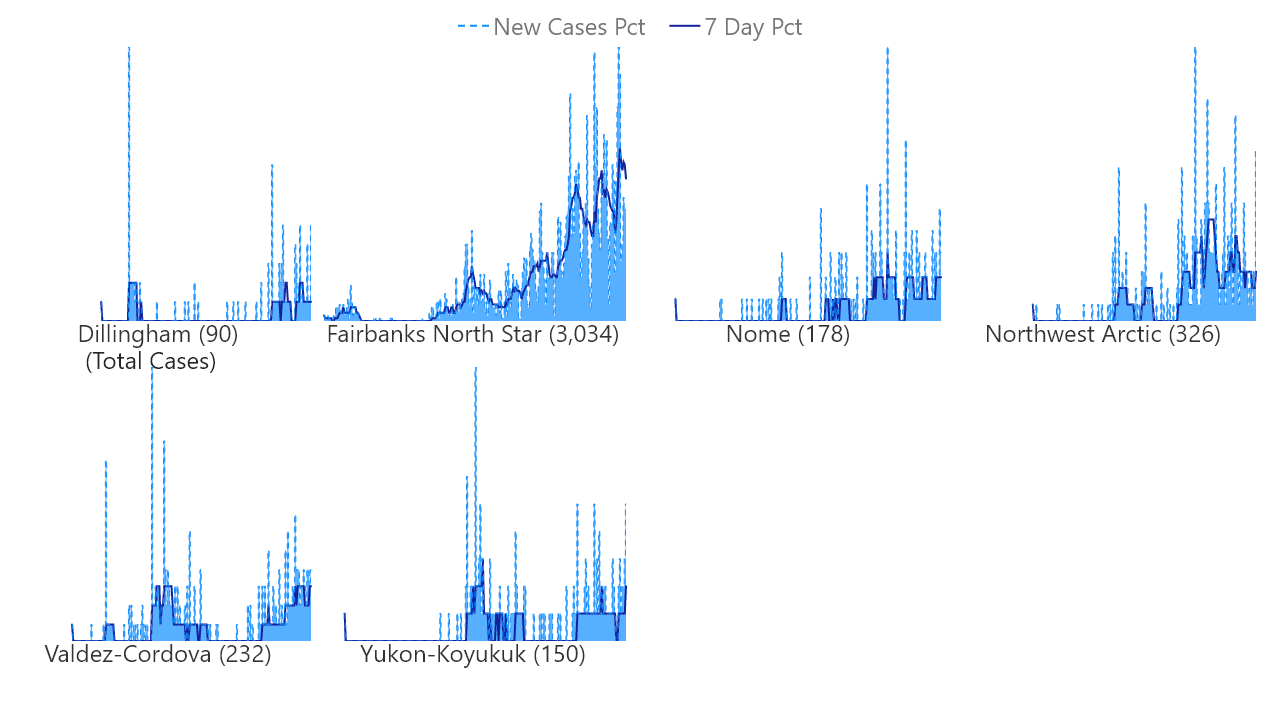 New Cases Pct 7 Day Pct
Dillingham (90) Fairbanks North Star (3,034) Nome (178) Northwest Arctic (326)
(Total Cases)
Valdez-Cordova (232) Yukon-Koyukuk (150)